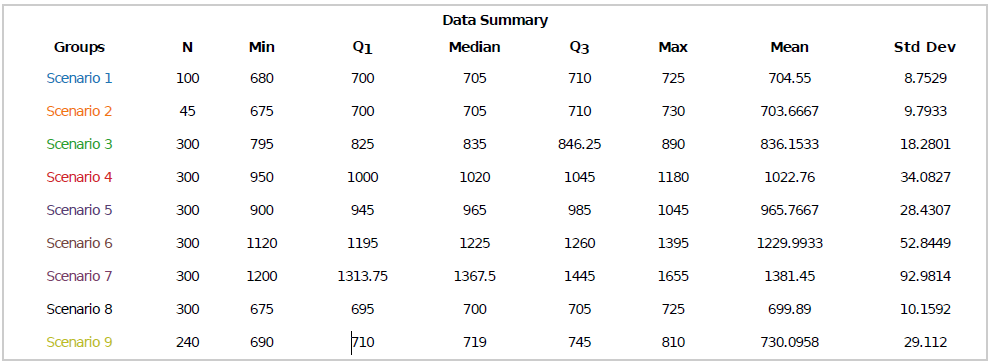 Data Summary
Groups N Min Q1 Median Q3 Max Mean Std Dev
Scenario 1 100 680 700 705 710 725 704.55 8.7529
Scenario 2 45 675 700 705 710 730 703.6667 9.7933
Scenario 3 300 795 825 835 846.25 890 836.1533 18.2801
Scenario 4 300 950 1000 1020 1045 1180 1022.76 34.0827
Scenario 5 300 900 945 965 985 1045 965.7667 28.4307
Scenario 6 300 1120 1195 1225 1260 1395 1229.9933 52.8449
Scenario 7 300 1200 1313.75 1367.5 1445 1655 1381.45 92.9814
Scenario 8 300 675 695 700 705 725 699.89 10.1592
Scenario 9 240 690 710 719 745 810 730.0958 29.112